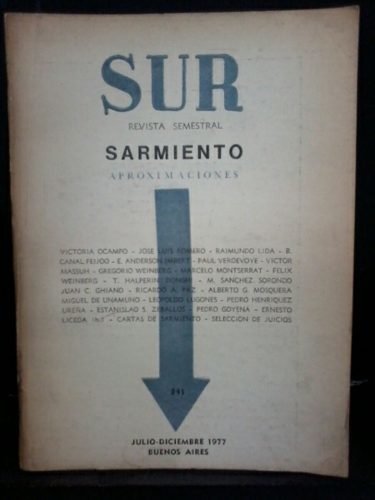 SUR
REVISTA SEMESTRAL
SARMIENTO
APROXIMACIONES
VICTORIA OCAMPO - JOSE LUIS ROMERO - RAIMUNDO LIDA - B.
CANAL FEIJOO - E. ANDERSON IMBERT - PAUL VERDEVOYE - VICTOR
MASSUH - GREGORIO WEINBERG - MARCELO MONTSERRAT - FELIX
WEINBERG - T. HALPERIN DONGHI - M. SANCHEZ SORONDO
JUAN C. GHIANO - RICARDO A. PAZ - ALBERTO G. MOSQUERA
MIGUEL DE UNAMUNO - LEOPOLDO LUGONES - PEDRO HENRIQUEZ
UREÑA - ESTANISLAO S. ZEBALLOS - PEDRO GOYENA - ERNESTO
- CARTAS DE SARMIENTO - SELECCION DE JUICIOS
341
JULIO-DICIEMBRE 1977
BUENOS AIRES